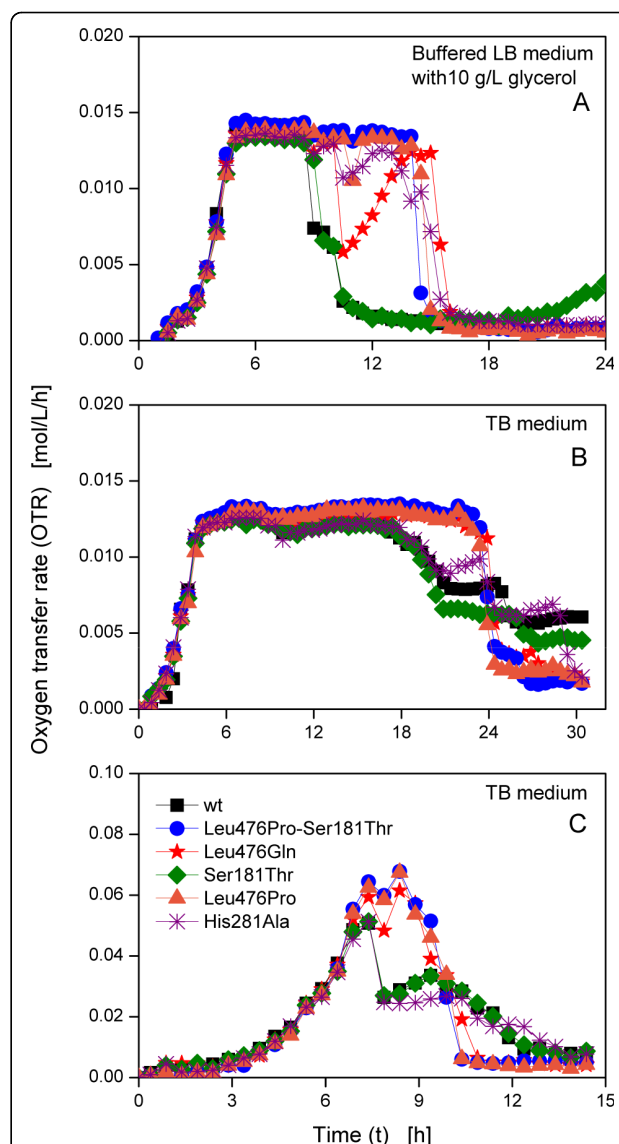 Buffered LB medium
with10 g/L glycerol
A
0.020
0.015
0.010
0.005
0.000
0
6
12
18
24
TB medium
B
0.020
0.015
0.010
0.005
0.000
0
6
12
18
24
30
Oxygen transfer rate (OTR) [mol/L/h]
TB medium
C
0.10
0.08
0.06
0.04
0.02
0.00
wt
Leu476Pro-Ser181Thr
Leu476Gln
Ser181Thr
Leu476Pro
His281Ala
0
3
6
9
12
15
Time (t) [h]